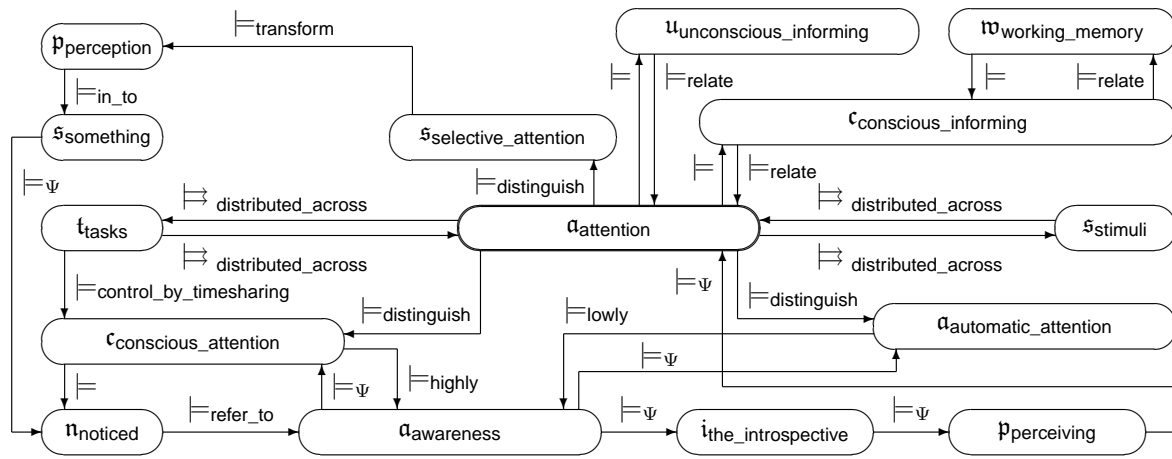 ⊨transform
𝔲unconscious_informing
𝔴working_memory
𝔭perception
⊨in_to
⊨
⊨relate
⊨
⊨relate
𝔰something
𝔰selective_attention
𝔠conscious_informing
⊨Ψ
⊨distinguish
⊨
⊨relate
⊨⃗ distributed_across
⊨⃗ distributed_across
𝔱tasks
𝔞attention
𝔰stimuli
⊨⃗ distributed_across
⊨⃗ distributed_across
⊨control_by_timesharing
⊨Ψ
⊨distinguish
⊨distinguish
⊨lowly
𝔠conscious_attention
𝔞automatic_attention
⊨Ψ
⊨
⊨Ψ
⊨highly
⊨refer_to
⊨Ψ
⊨Ψ
𝔫noticed
𝔞awareness
𝔦the_introspective
𝔭perceiving